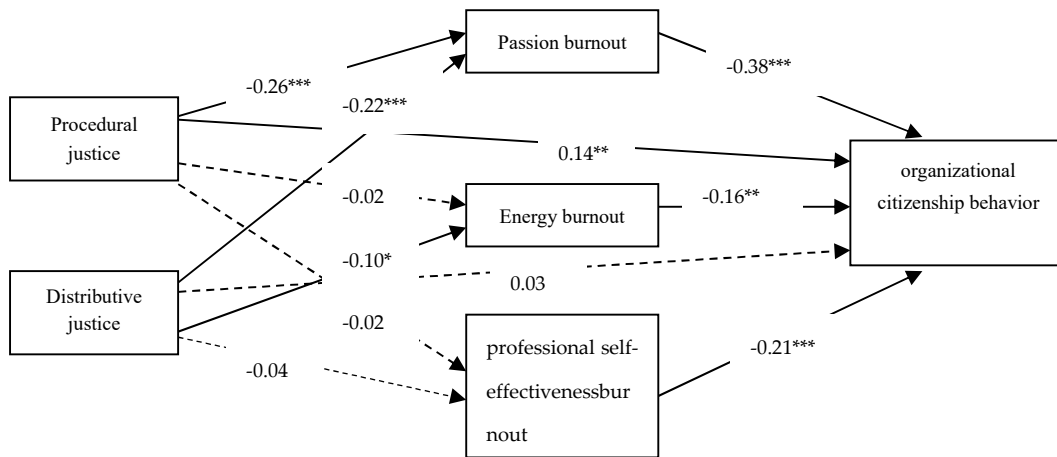 Passion burnout
-0.38***
-0.26***
-0.22***
Procedural
justice
0.14**
organizational
citizenship behavior
-0.02
Energy burnout
-0.16**
-0.10*
0.03
Distributive
justice
-0.02
professional self-
effectivenessbur
nout
-0.21***
-0.04